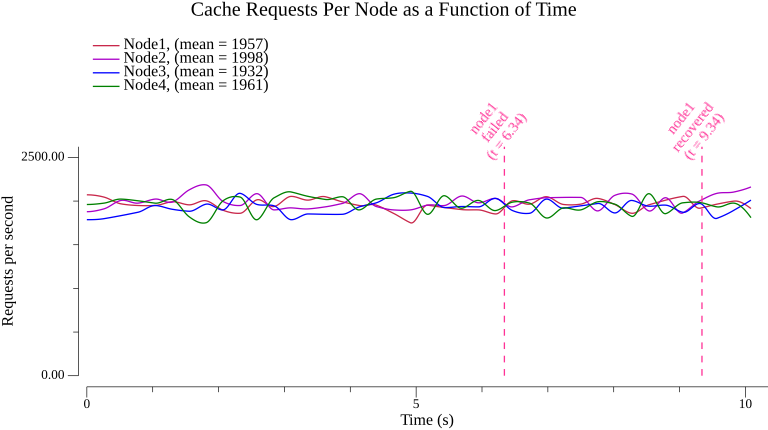 Cache Requests Per Node as a Function of Time
Node1, (mean = 1957)
Node2, (mean = 1998)
Node3, (mean = 1932)
Node4, (mean = 1961)
node1
failed
(t = 6.34)
node1
recovered
(t = 9.34)
2500.00
Requests per second
0.00
0
5
10
Time (s)